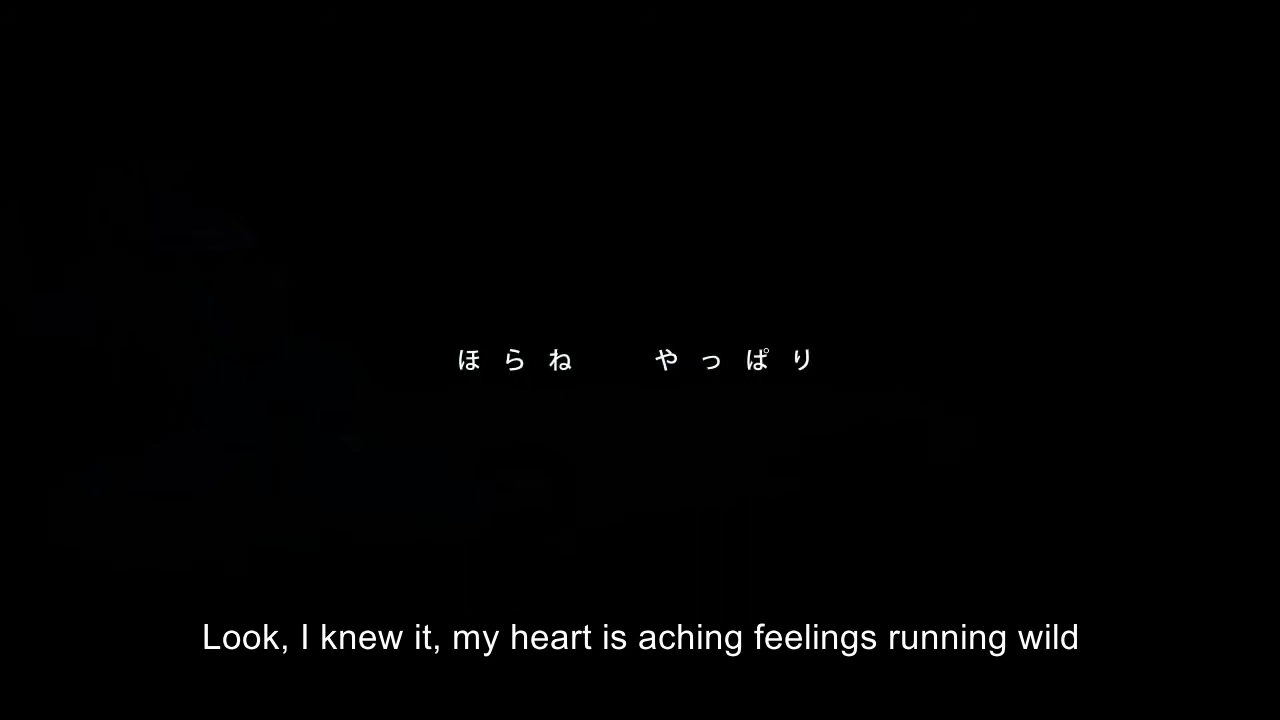 ほらね　やっぱり
Look, I knew it, my heart is aching feelings running wild